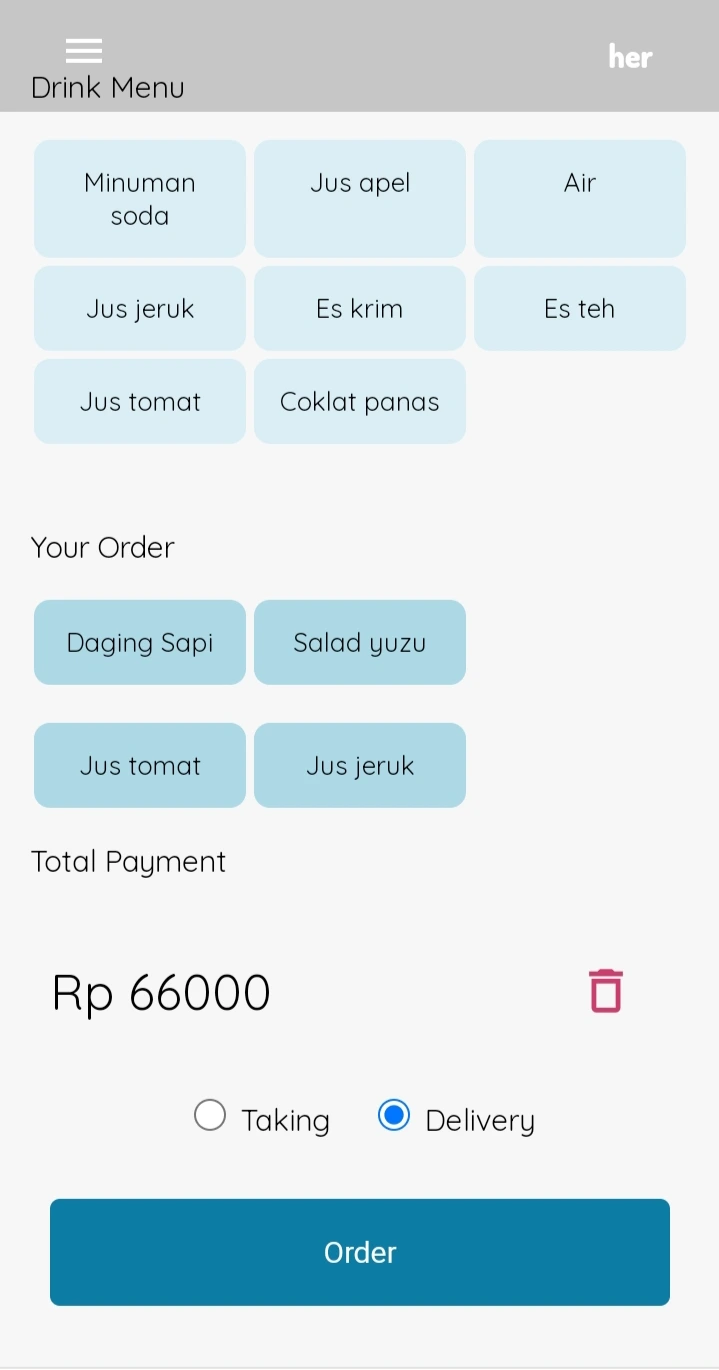 her
Drink Menu
Minuman
soda
Jus apel
Air
Jus jeruk
Es krim
Es teh
Jus tomat
Coklat panas
Your Order
Daging Sapi
Salad yuzu
Jus tomat
Jus jeruk
Total Payment
Rp 66000
Taking
Delivery
Order